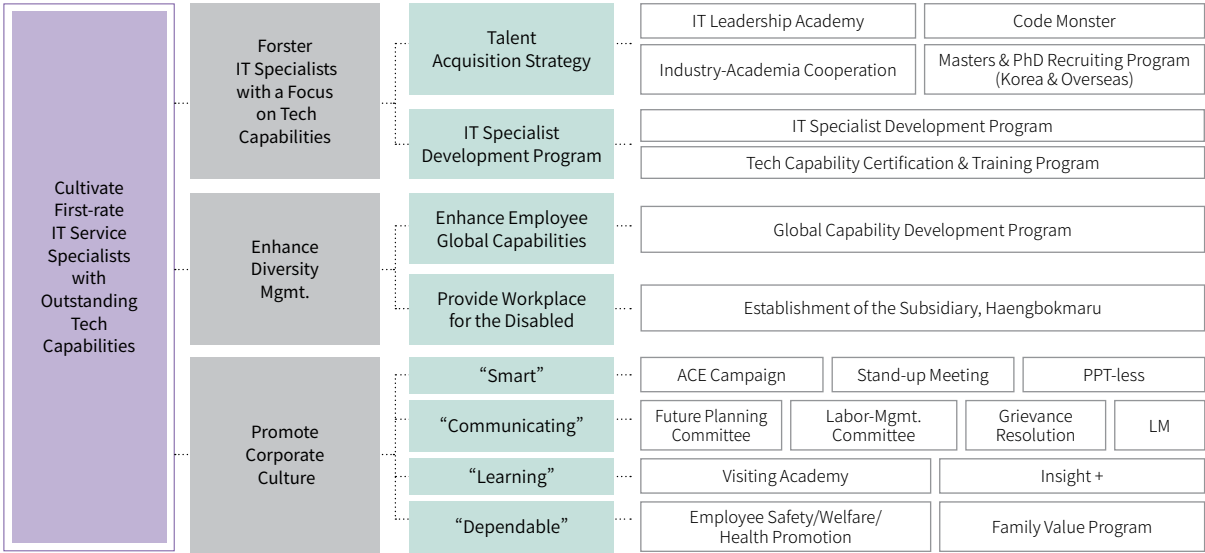 Cultivate
First-rate
IT Service
Specialists
with
Outstanding
Tech
Capabilities
Forster
IT Specialists
with a Focus
on Tech
Capabilities
Talent
Acquisition Strategy
IT Leadership Academy
Code Monster
Industry-Academia Cooperation
Masters & PhD Recruiting Program
(Korea & Overseas)
IT Specialist
Development Program
IT Specialist Development Program
Tech Capability Certification & Training Program
Enhance
Diversity
Mgmt.
Enhance Employee
Global Capabilities
Global Capability Development Program
Provide Workplace
for the Disabled
Establishment of the Subsidiary, Haengbokmaru
Promote
Corporate
Culture
“Smart”
ACE Campaign
Stand-up Meeting
PPT-less
“Communicating”
Future Planning
Committee
Labor-Mgmt.
Committee
Grievance
Resolution
LM
“Learning”
Visiting Academy
Insight +
“Dependable”
Employee Safety/Welfare/
Health Promotion
Family Value Program